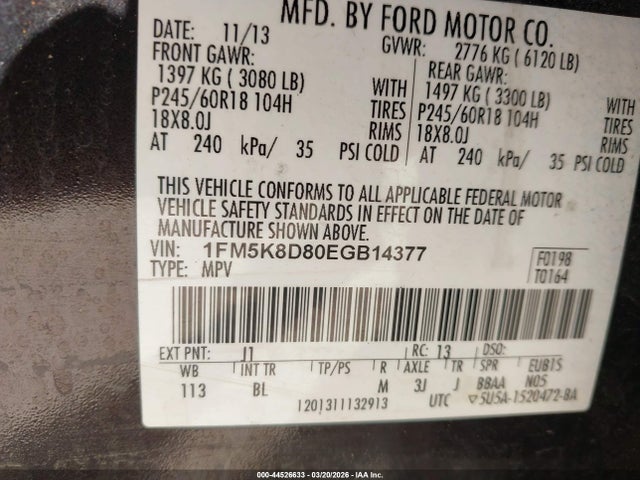 MFD. BY FORD MOTOR CO.
DATE: 11/13
GVWR: 2776 KG ( 6120 LB)
FRONT GAWR:
1397 KG ( 3080 LB) WITH
P245/60R18 104H TIRES
18X8.0J RIMS
AT 240 kPa/ 35 PSI COLD
REAR GAWR:
1497 KG ( 3300 LB) WITH
P245/60R18 104H TIRES
18X8.0J RIMS
AT 240 kPa/ 35 PSI COLD
THIS VEHICLE CONFORMS TO ALL APPLICABLE FEDERAL MOTOR
VEHICLE SAFETY STANDARDS IN EFFECT ON THE DATE OF
MANUFACTURE SHOWN ABOVE.
VIN: 1FM5K8D80EGB14377
TYPE: MPV
F0198
T0164
EXT PNT: J1 RC: 13 DSO:
WB INT TR TP/PS R AXLE TR SPR EUB1S
113 BL M 3J J BBAA N05
1201311132913 UTC ▽5U5A-1520472-BA
000-44526633 — 03/20/2026 — IAA Inc.